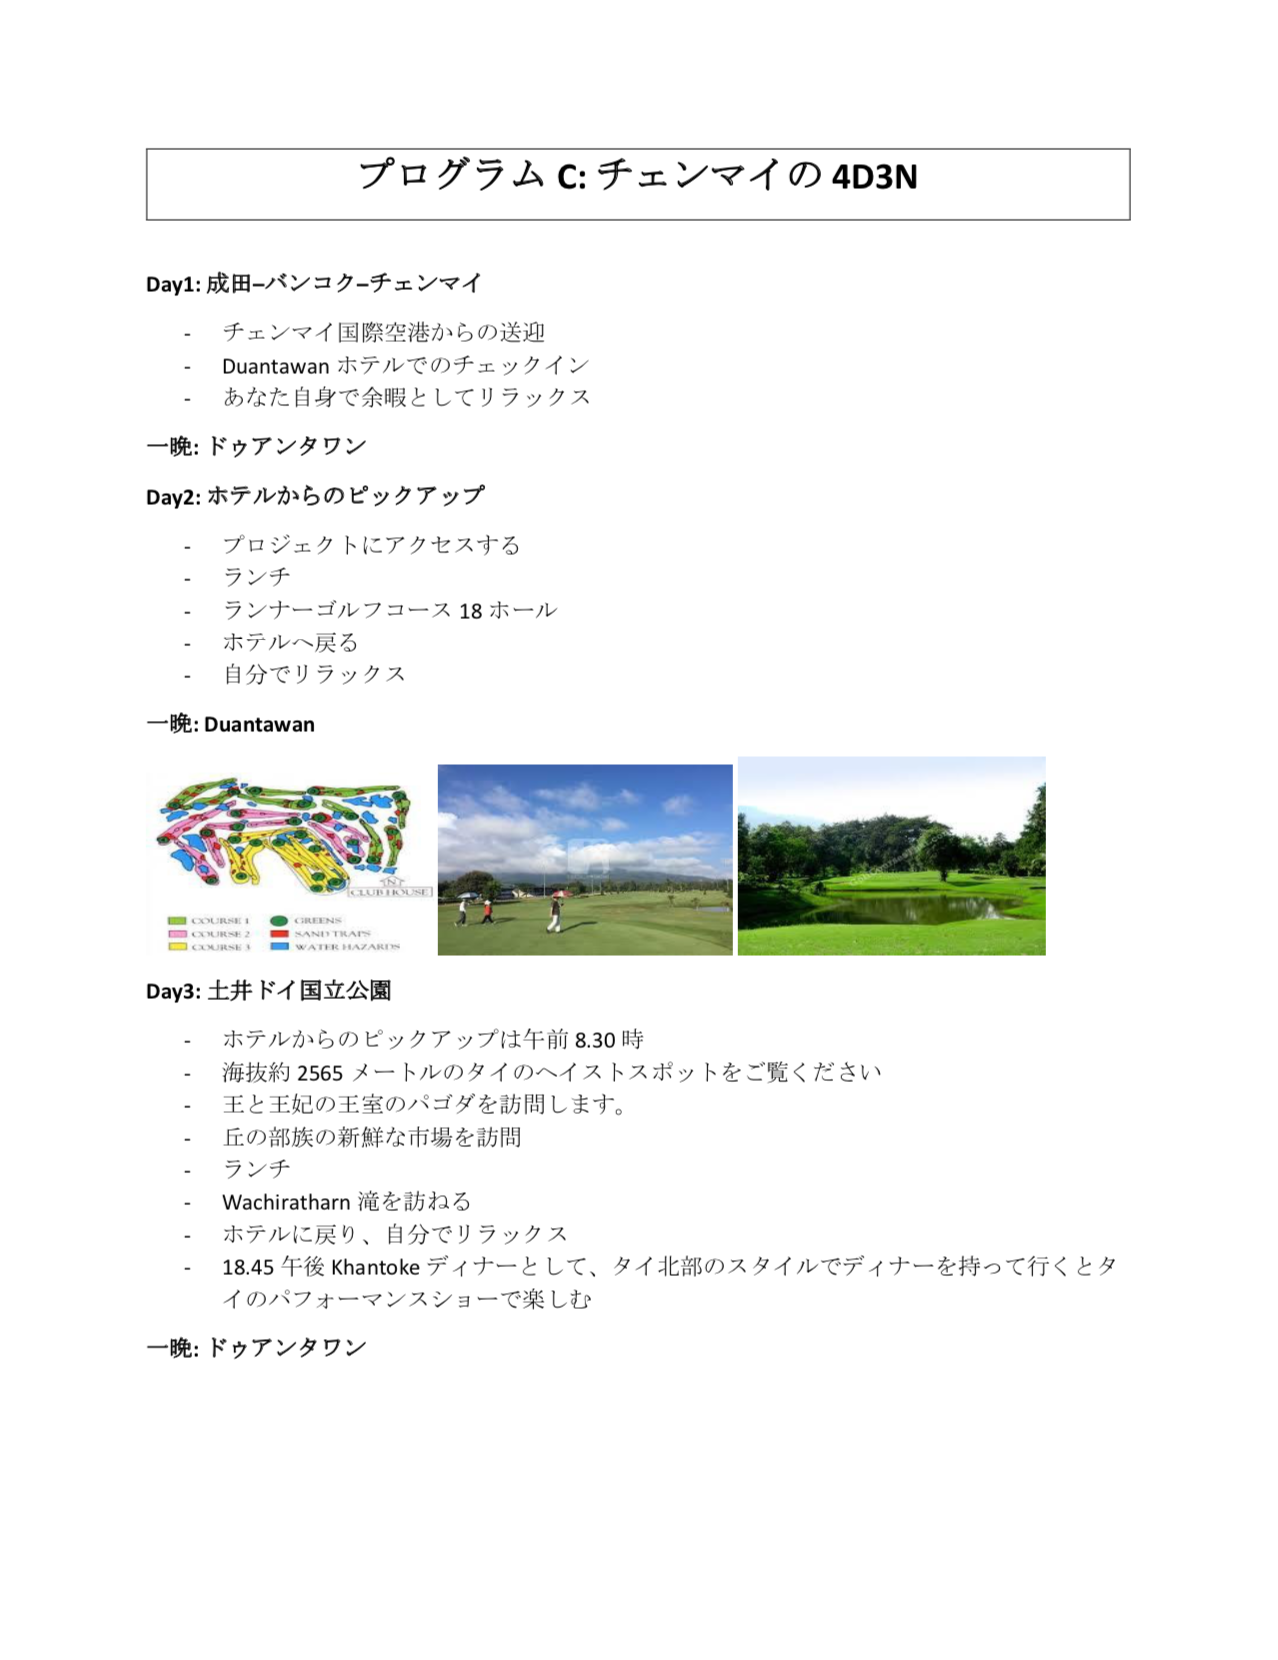 プログラム C: チェンマイの 4D3N
Day1: 成田–バンコク–チェンマイ
- チェンマイ国際空港からの送迎
- Duantawan ホテルでのチェックイン
- あなた自身で余暇としてリラックス
一晩: ドゥアンタワン
Day2: ホテルからのピックアップ
- プロジェクトにアクセスする
- ランチ
- ランナーゴルフコース 18 ホール
- ホテルへ戻る
- 自分でリラックス
一晩: Duantawan
N
CLUB HOUSE
COURSE 1 GREENS
COURSE 2 SAND TRAPS
COURSE 3 WATER HAZARDS
Day3: 土井ドイ国立公園
- ホテルからのピックアップは午前 8.30 時
- 海抜約 2565 メートルのタイのヘイストスポットをご覧ください
- 王と王妃の王室のパゴダを訪問します。
- 丘の部族の新鮮な市場を訪問
- ランチ
- Wachiratharn 滝を訪ねる
- ホテルに戻り、自分でリラックス
- 18.45 午後 Khantoke ディナーとして、タイ北部のスタイルでディナーを持って行くとタ
イのパフォーマンスショーで楽しむ
一晩: ドゥアンタワン